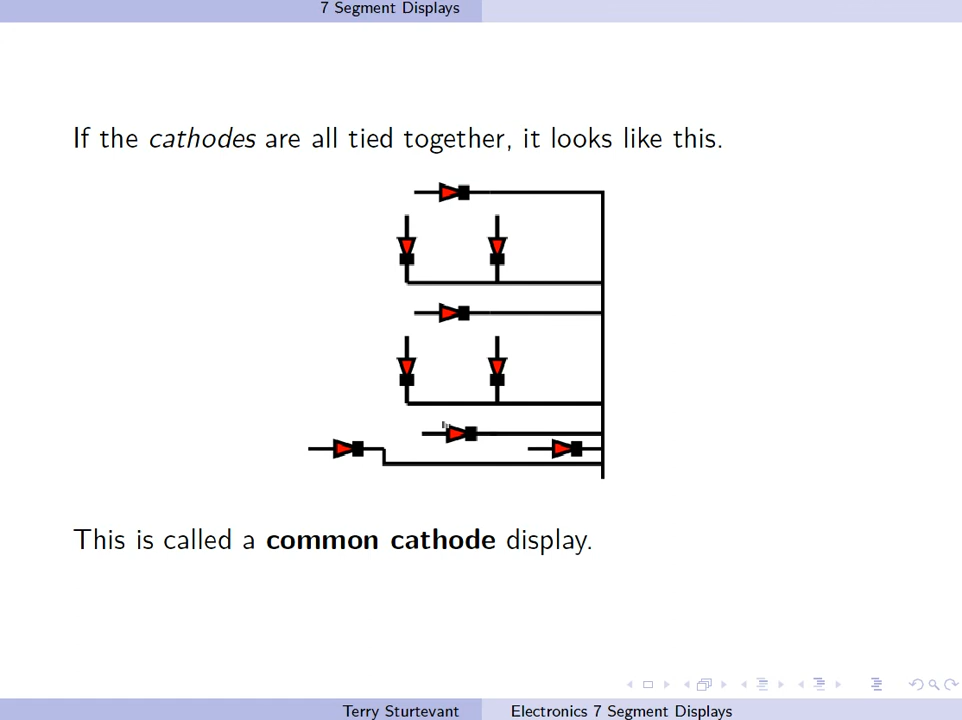 7 Segment Displays
If the cathodes are all tied together, it looks like this.
This is called a common cathode display.
Terry Sturtevant
Electronics 7 Segment Displays